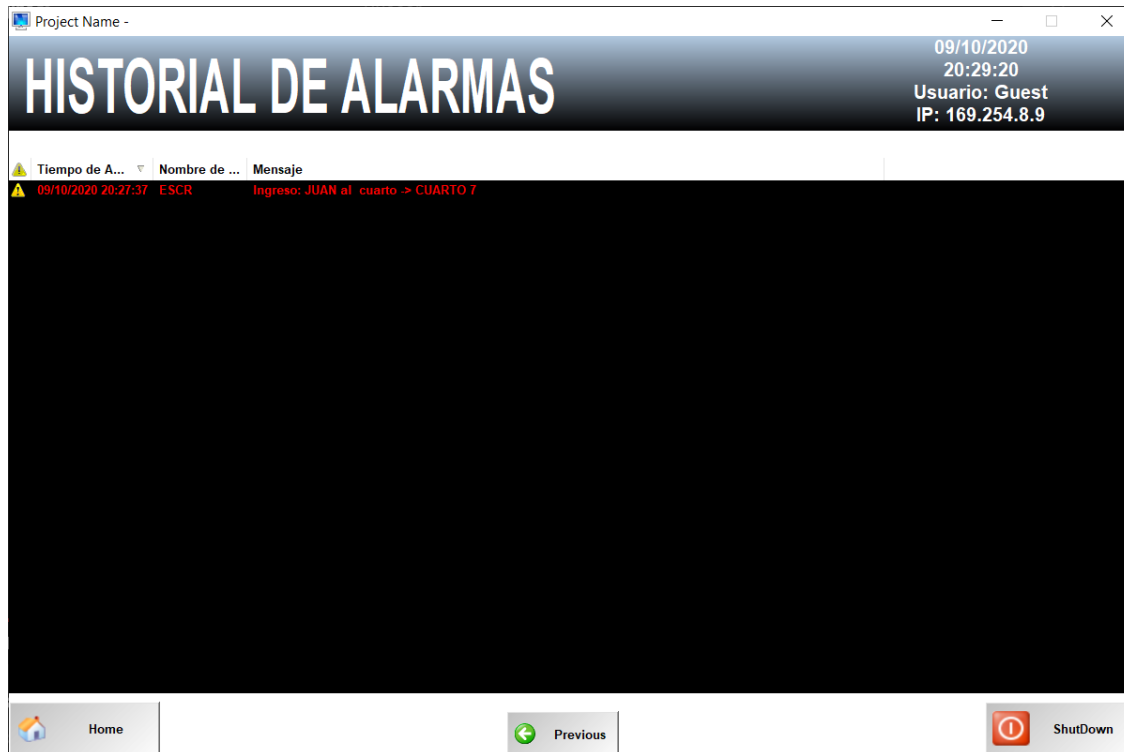 Project Name -
HISTORIAL DE ALARMAS
09/10/2020
20:29:20
Usuario: Guest
IP: 169.254.8.9
Tiempo de A... Nombre de ... Mensaje
09/10/2020 20:27:37 ESCR Ingreso: JUAN al  cuarto -> CUARTO 7
Home
Previous
ShutDown